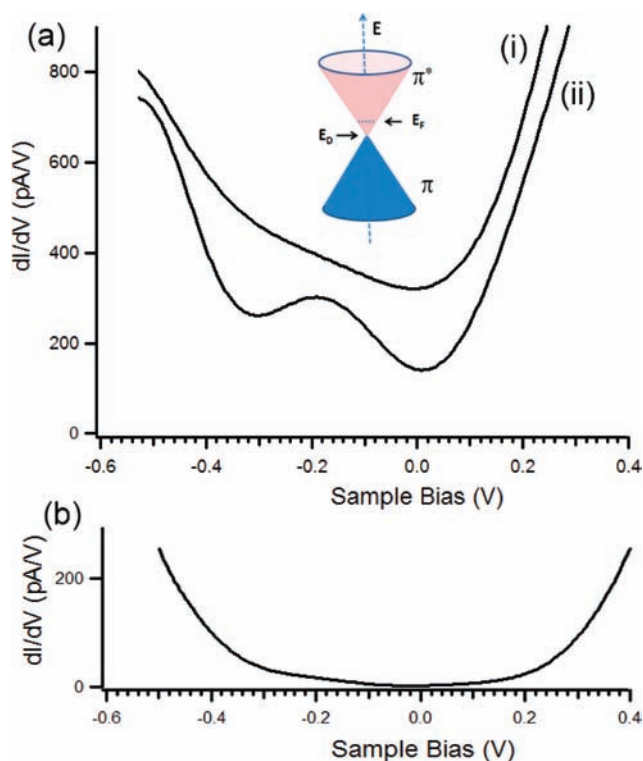 (a)
E
(i)
(ii)
π*
E_F
E_D
π
800
600
400
200
0
dI/dV (pA/V)
-0.6 -0.4 -0.2 0.0 0.2 0.4
Sample Bias (V)
(b)
200
0
dI/dV (pA/V)
-0.6 -0.4 -0.2 0.0 0.2 0.4
Sample Bias (V)